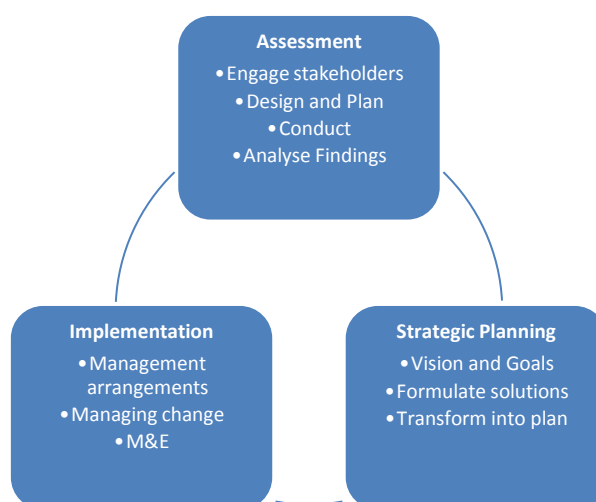 Assessment
•Engage stakeholders
•Design and Plan
•Conduct
•Analyse Findings
Implementation
•Management
arrangements
•Managing change
•M&E
Strategic Planning
•Vision and Goals
•Formulate solutions
•Transform into plan